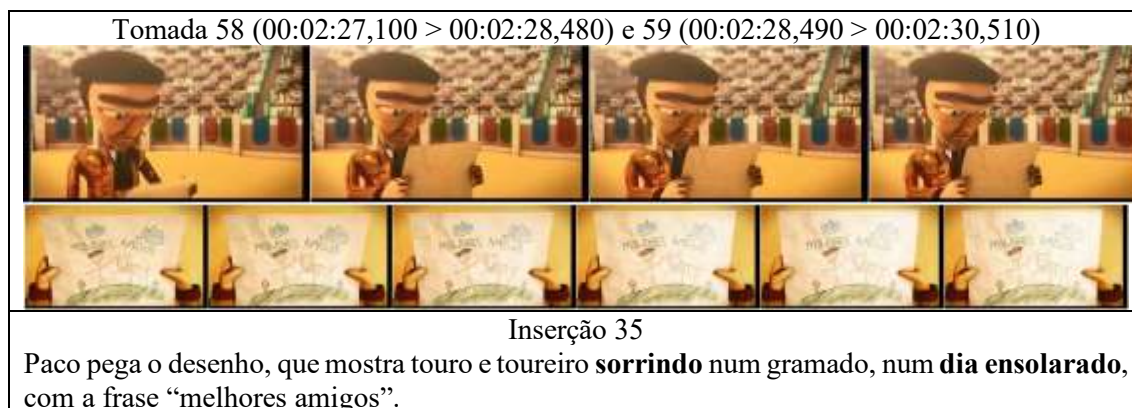 Tomada 58 (00:02:27,100 > 00:02:28,480) e 59 (00:02:28,490 > 00:02:30,510)
Inserção 35
Paco pega o desenho, que mostra touro e toureiro sorrindo num gramado, num dia ensolarado,
com a frase “melhores amigos”.